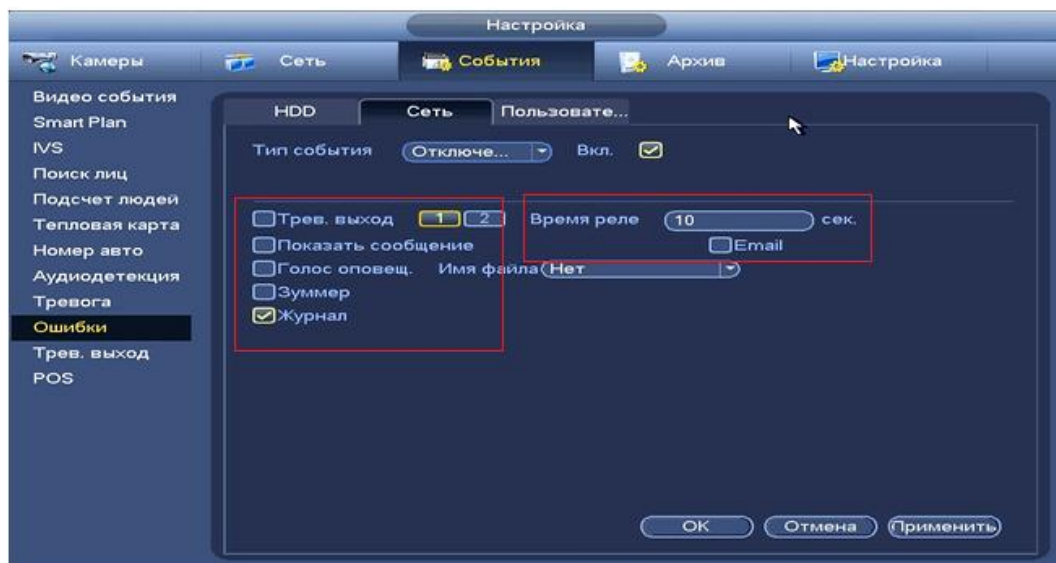 Настройка
Камеры Сеть События Архив Настройка
Видео события
Smart Plan
IVS
Поиск лиц
Подсчет людей
Тепловая карта
Номер авто
Аудиодетекция
Тревога
Ошибки
Трев. выход
POS
HDD Сеть Пользовате...
Тип события Отключе... Вкл.
Трев. выход 1 2 Время реле 10 сек.
Показать сообщение Email
Голос оповещ. Имя файла Нет
Зуммер
Журнал
OK Отмена Применить